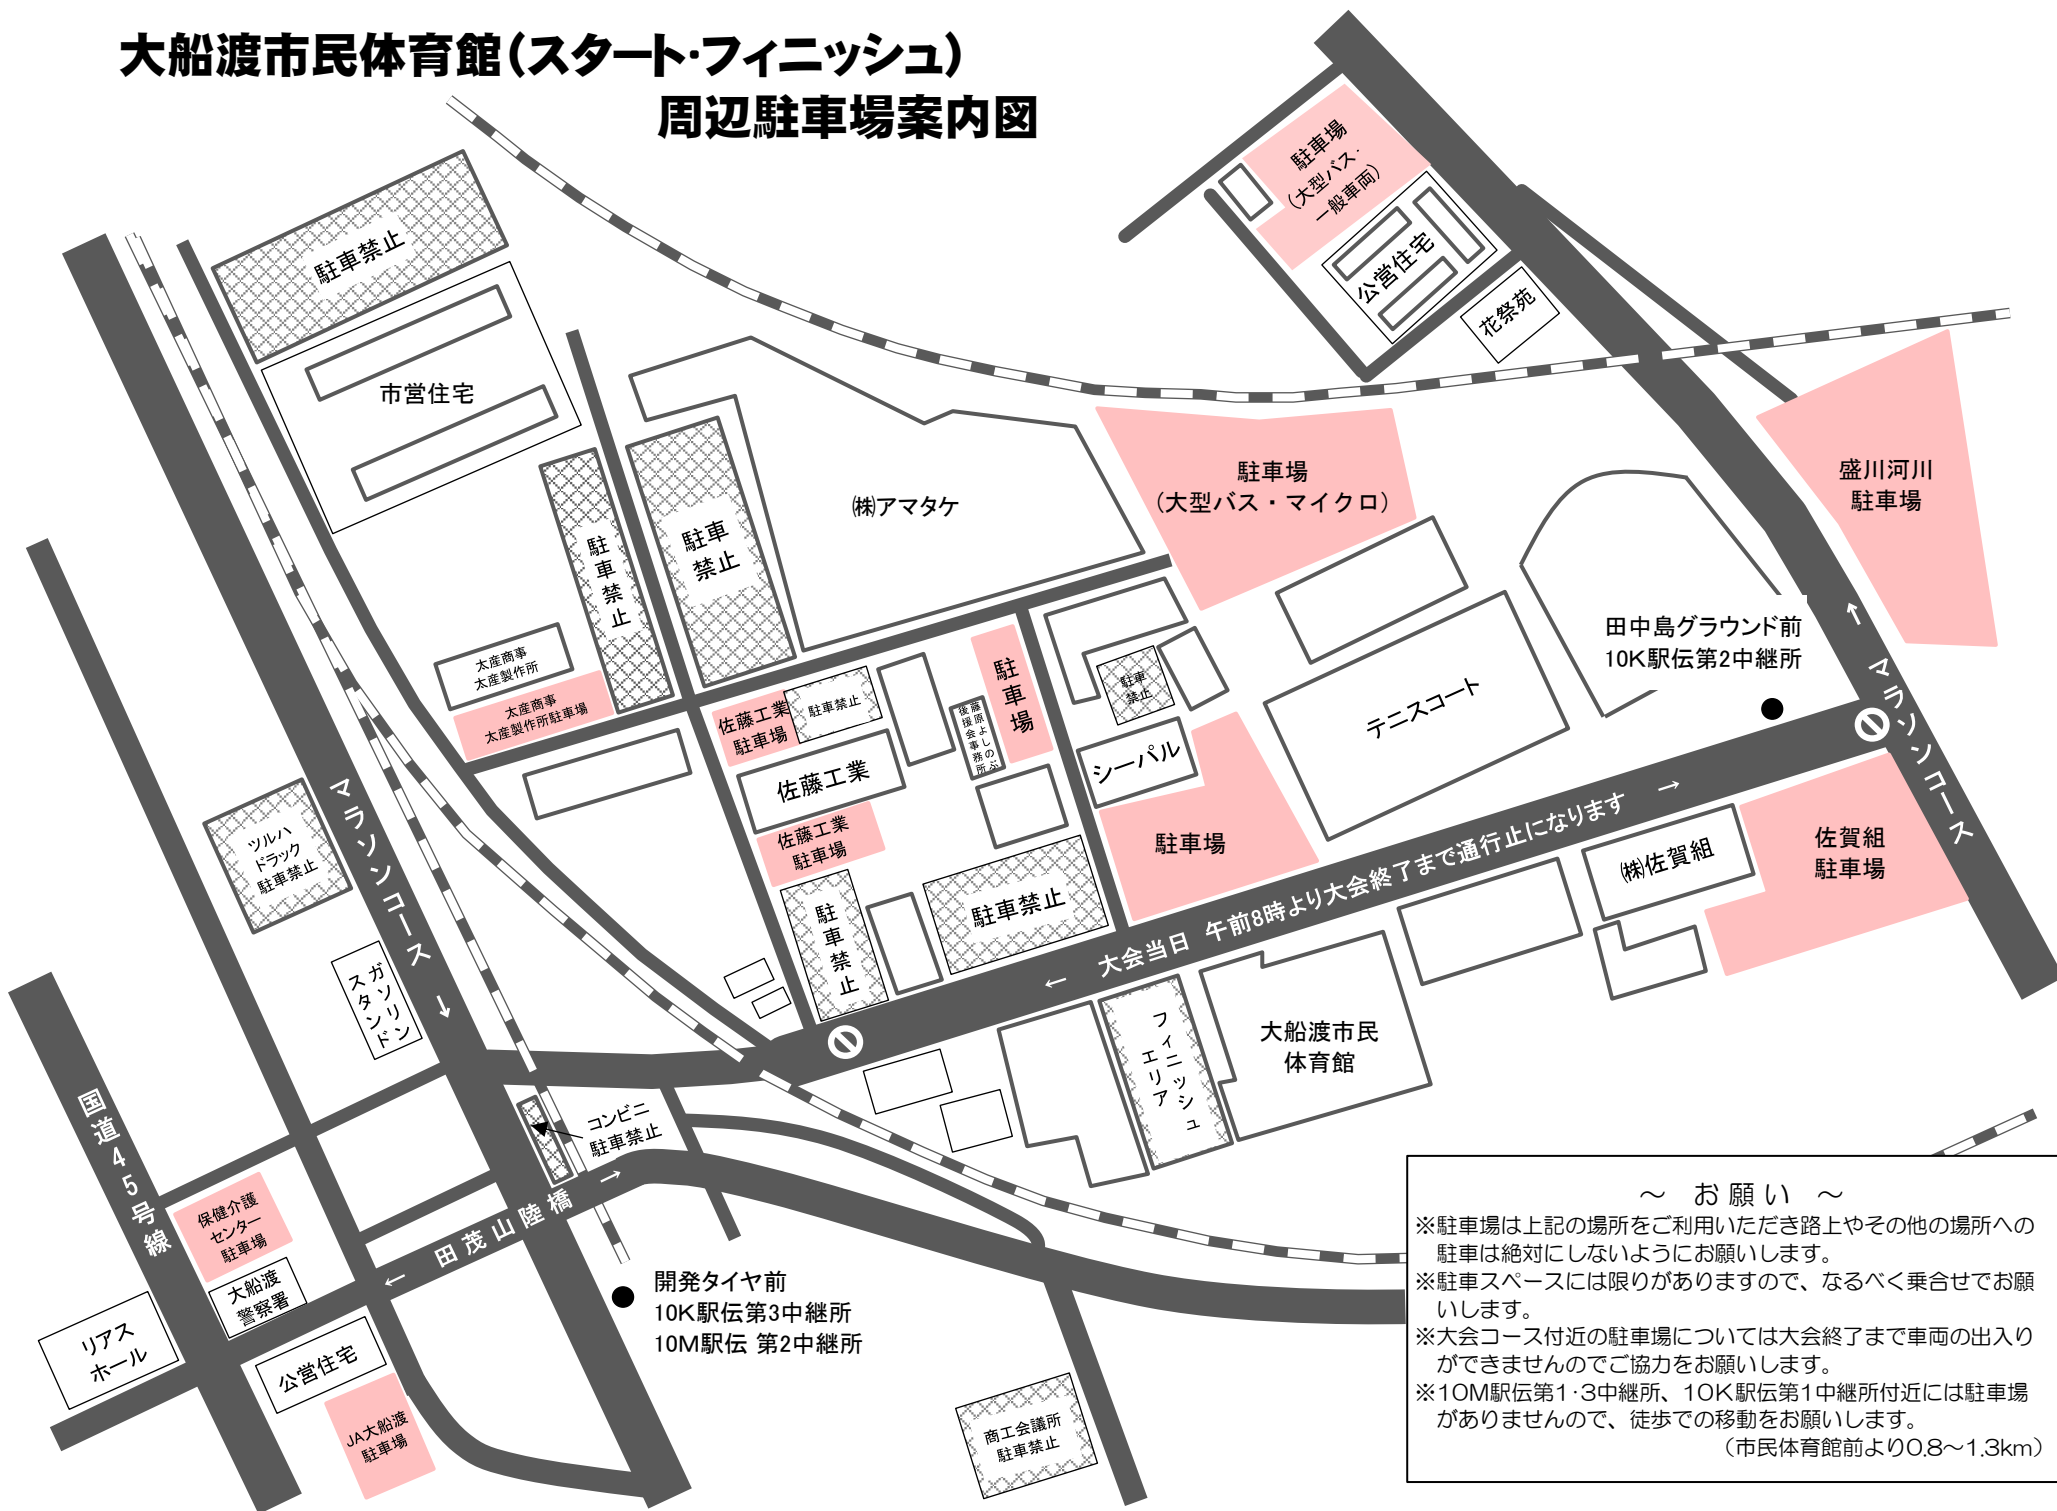 大船渡市民体育館(スタート・フィニッシュ)
周辺駐車場案内図
駐車場
(大型バス・
一般車両)
公営住宅
花祭苑
駐車禁止
市営住宅
駐車禁止
駐車
禁止
㈱アマタケ
駐車場
(大型バス・マイクロ)
盛川河川
駐車場
田中島グラウンド前
10K駅伝第2中継所
太産商事
太産製作所
太産商事
太産製作所駐車場
佐藤工業
駐車場
駐車禁止
藤原よしのぶ
後援会事務所
駐車場
駐車
禁止
シーパル
テニスコート
佐藤工業
佐藤工業
駐車場
駐車禁止
駐車禁止
駐車場
マラソンコース
→
←
大会当日 午前8時より大会終了まで通行止になります
→
㈱佐賀組
佐賀組
駐車場
ツルハ
ドラック
駐車禁止
マラソンコース
→
ガソリン
スタンド
フィニッシュ
エリア
大船渡市民
体育館
国道45号線
コンビニ
駐車禁止
← 田茂山陸橋 →
保健介護
センター
駐車場
大船渡
警察署
リアス
ホール
公営住宅
JA大船渡
駐車場
開発タイヤ前
10K駅伝第3中継所
10M駅伝 第2中継所
商工会議所
駐車禁止
～ お 願 い ～
※駐車場は上記の場所をご利用いただき路上やその他の場所への
駐車は絶対にしないようにお願いします。
※駐車スペースには限りがありますので、なるべく乗合せでお願
いします。
※大会コース付近の駐車場については大会終了まで車両の出入り
ができませんのでご協力をお願いします。
※10M駅伝第1・3中継所、10K駅伝第1中継所付近には駐車場
がありませんので、徒歩での移動をお願いします。
(市民体育館前より0.8～1.3km)